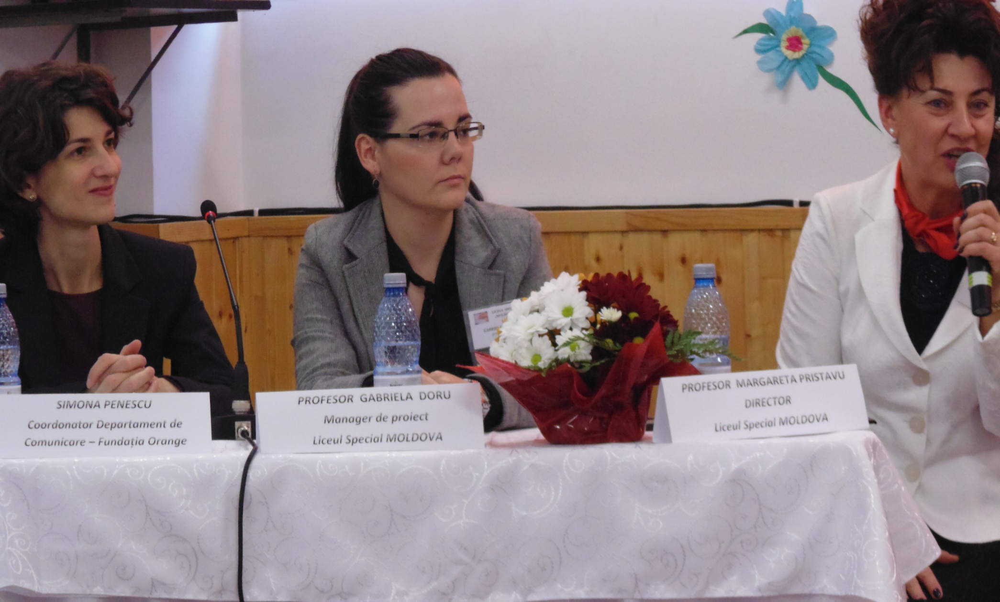 SIMONA PENESCU
Coordonator Departament de
Comunicare – Fundația Orange
PROFESOR GABRIELA DORU
Manager de proiect
Liceul Special MOLDOVA
PROFESOR MARGARETA PRISTAVU
DIRECTOR
Liceul Special MOLDOVA